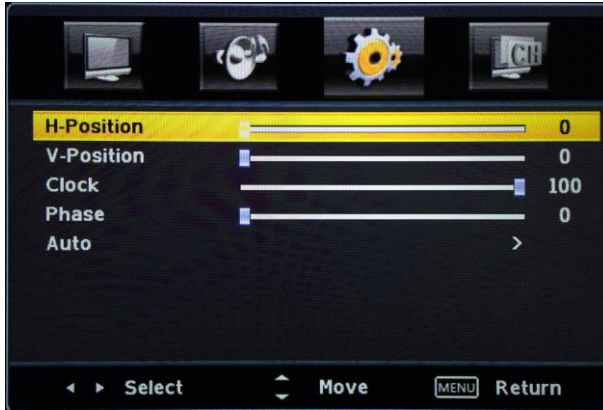 CH
H-Position 0
V-Position 0
Clock 100
Phase 0
Auto >
Select Move MENU Return